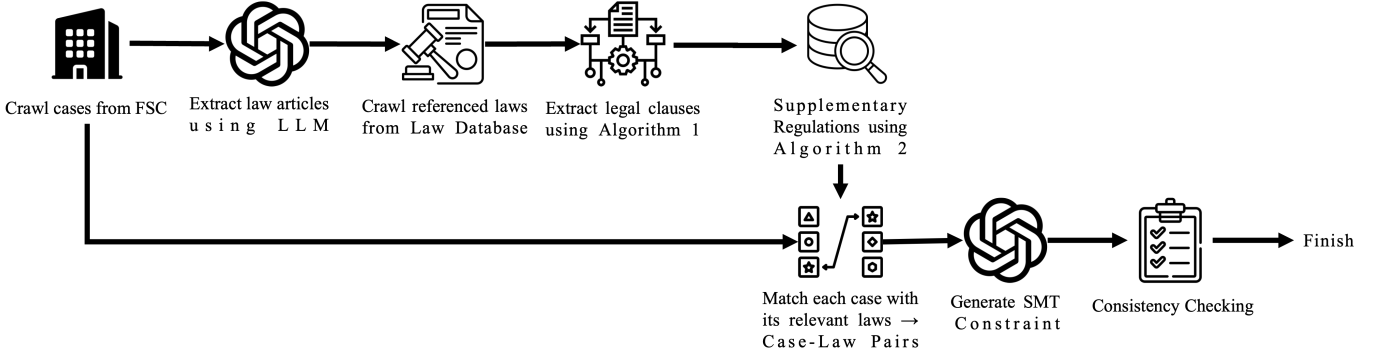 Crawl cases from FSC
Extract law articles
using LLM
Crawl referenced laws
from Law Database
Extract legal clauses
using Algorithm 1
Supplementary
Regulations using
Algorithm 2
Match each case with
its relevant laws →
Case-Law Pairs
Generate SMT
Constraint
Consistency Checking
Finish